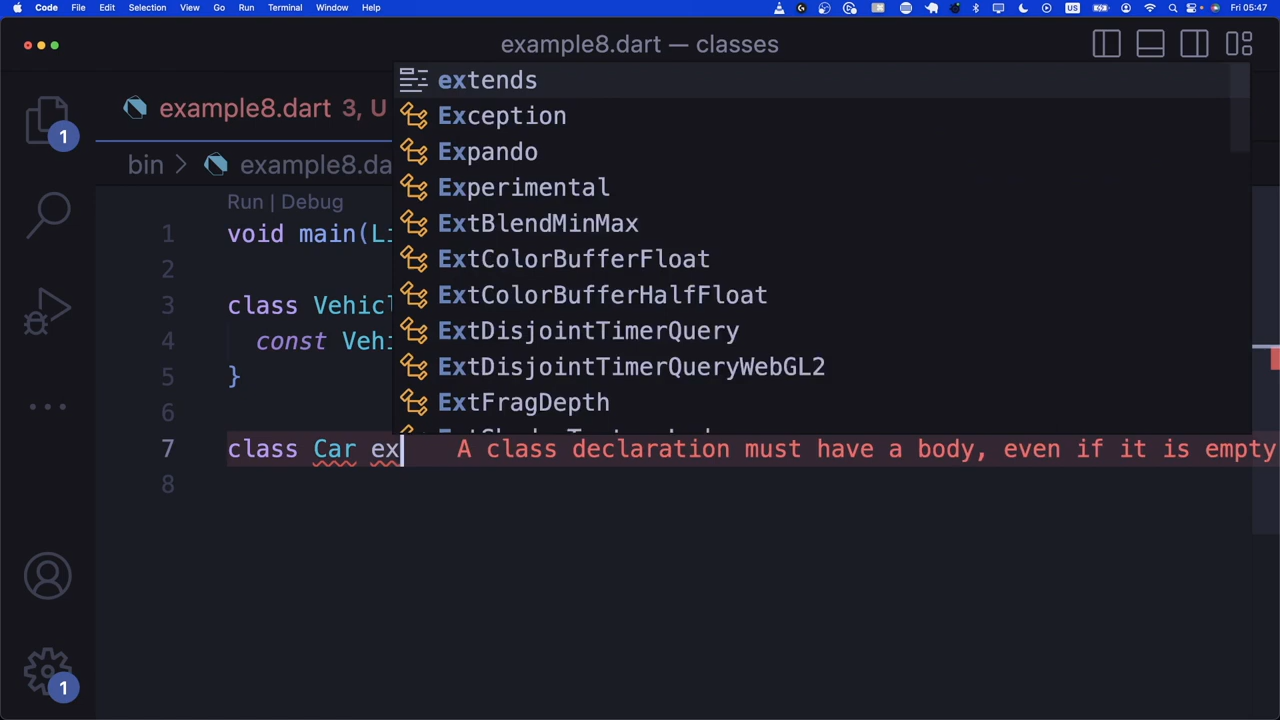 Code File Edit Selection View Go Run Terminal Window Help US Fri 05:47
example8.dart — classes
extends
Exception
Expando
Experimental
ExtBlendMinMax
ExtColorBufferFloat
ExtColorBufferHalfFloat
ExtDisjointTimerQuery
ExtDisjointTimerQueryWebGL2
ExtFragDepth
example8.dart 3, U
1
bin > example8.da
Run | Debug
1 void main(Li
2
3 class Vehicl
4 const Vehi
5 }
6
7 class Car ex A class declaration must have a body, even if it is empty
8
1